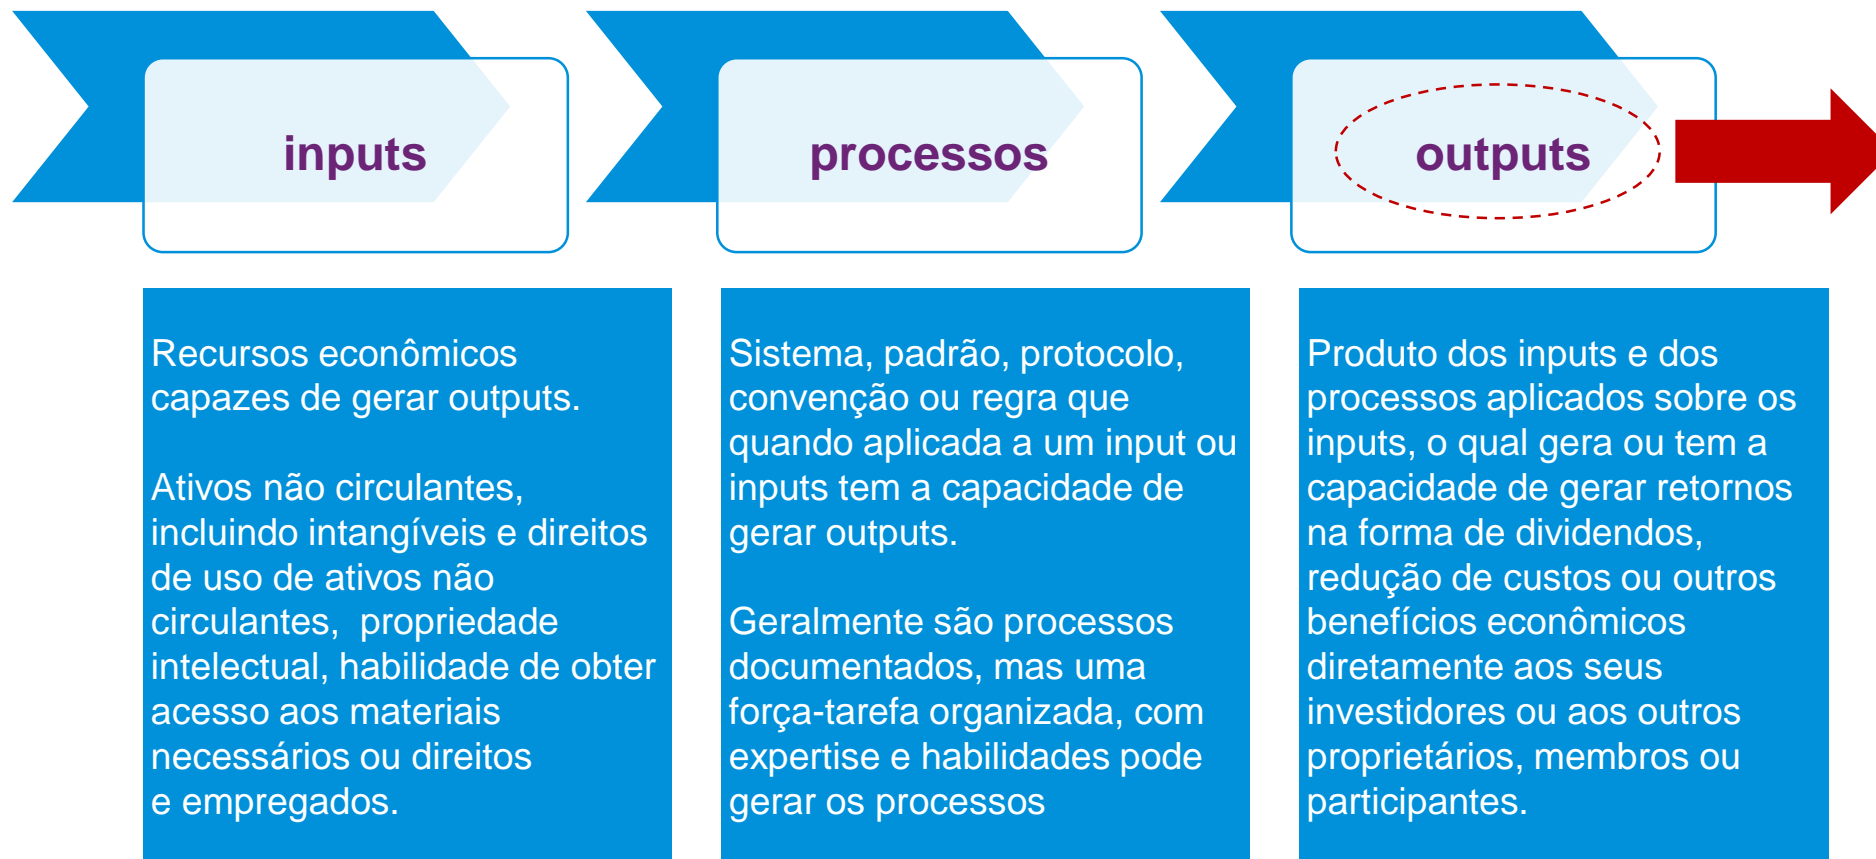 inputs
processos
outputs
Recursos econômicos
capazes de gerar outputs.
Ativos não circulantes,
incluindo intangíveis e direitos
de uso de ativos não
circulantes,  propriedade
intelectual, habilidade de obter
acesso aos materiais
necessários ou direitos
e empregados.
Sistema, padrão, protocolo,
convenção ou regra que
quando aplicada a um input ou
inputs tem a capacidade de
gerar outputs.
Geralmente são processos
documentados, mas uma
força-tarefa organizada, com
expertise e habilidades pode
gerar os processos
Produto dos inputs e dos
processos aplicados sobre os
inputs, o qual gera ou tem a
capacidade de gerar retornos
na forma de dividendos,
redução de custos ou outros
benefícios econômicos
diretamente aos seus
investidores ou aos outros
proprietários, membros ou
participantes.